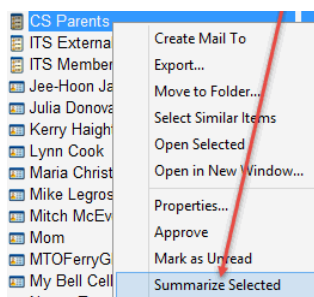 CS Parents
ITS Externa
ITS Member
Jee-Hoon Ja
Julia Donova
Kerry Haigh
Lynn Cook
Maria Christ
Mike Legros
Mitch McEv
Mom
MTOFerryG
My Bell Cell
Create Mail To
Export...
Move to Folder...
Select Similar Items
Open Selected
Open in New Window...
Properties...
Approve
Mark as Unread
Summarize Selected